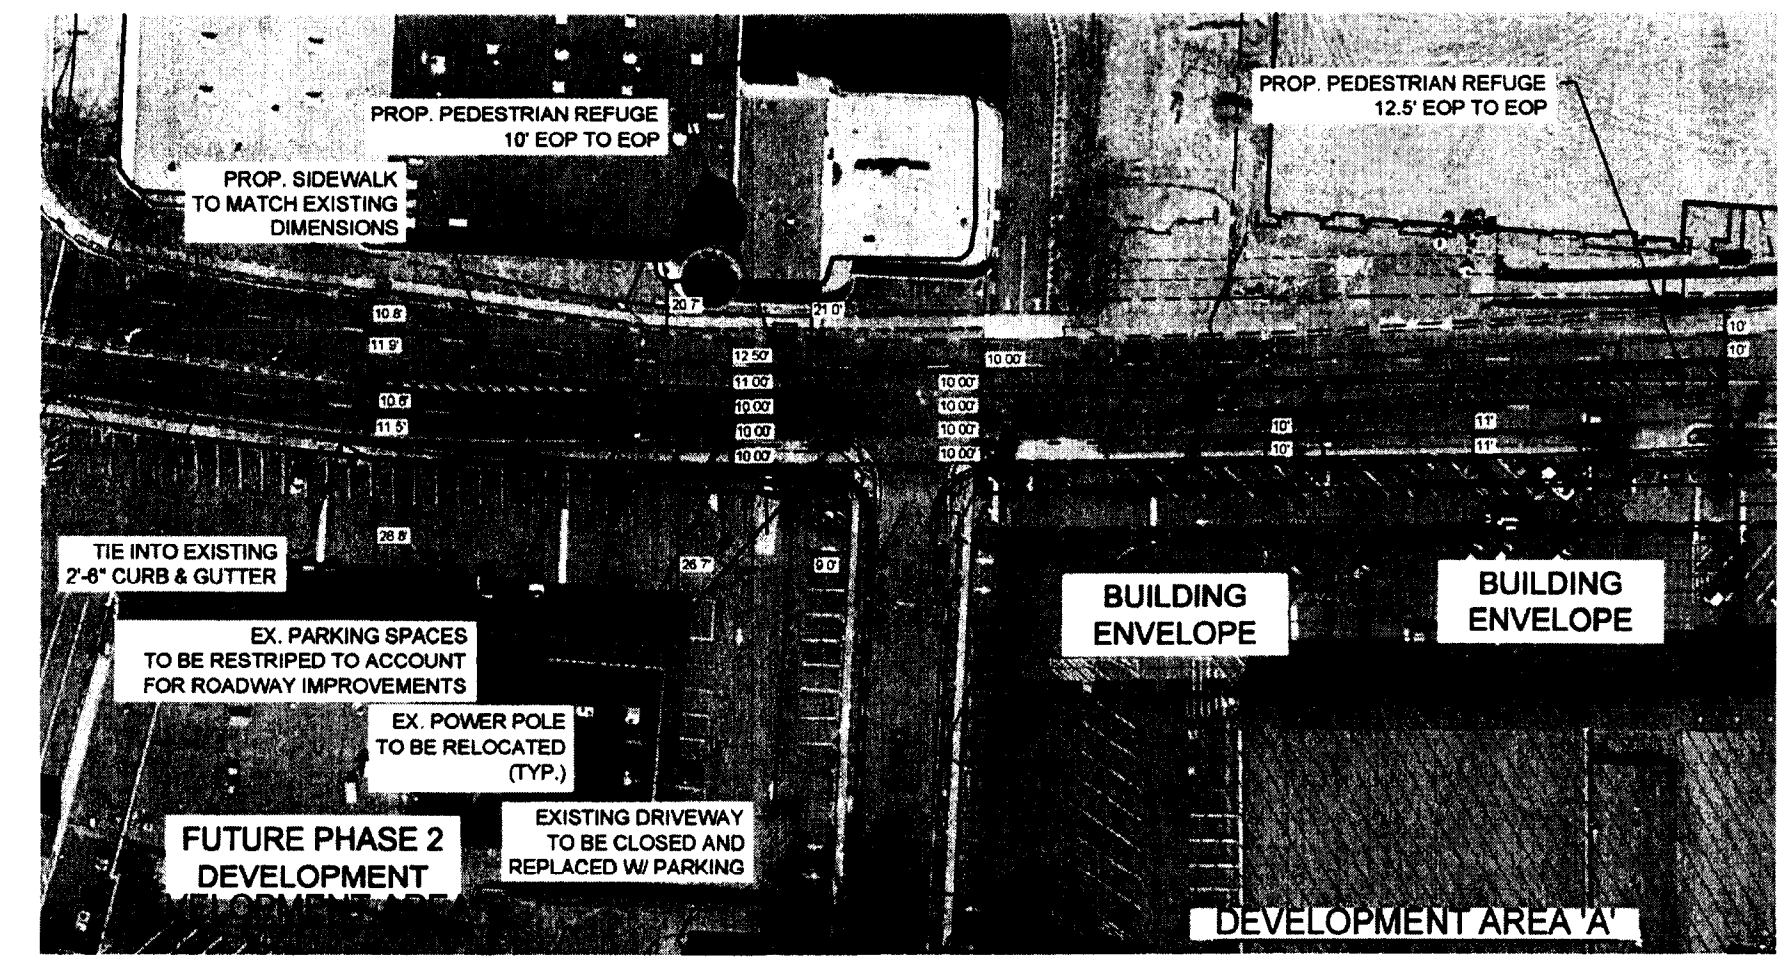 PROP. PEDESTRIAN REFUGE
10' EOP TO EOP
PROP. PEDESTRIAN REFUGE
12.5' EOP TO EOP
PROP. SIDEWALK
TO MATCH EXISTING
DIMENSIONS
20.7'
21.0'
10.8'
11.9'
10.6'
11.5'
12.50'
11.00'
10.00'
10.00'
10.00'
10.00'
10.00'
10.00'
10.00'
10.00'
10'
10'
10'
10'
11'
11'
26.8'
26.7'
9.0'
TIE INTO EXISTING
2'-6" CURB & GUTTER
BUILDING
ENVELOPE
BUILDING
ENVELOPE
EX. PARKING SPACES
TO BE RESTRIPED TO ACCOUNT
FOR ROADWAY IMPROVEMENTS
EX. POWER POLE
TO BE RELOCATED
(TYP.)
EXISTING DRIVEWAY
TO BE CLOSED AND
REPLACED W/ PARKING
FUTURE PHASE 2
DEVELOPMENT
DEVELOPMENT AREA 'A'